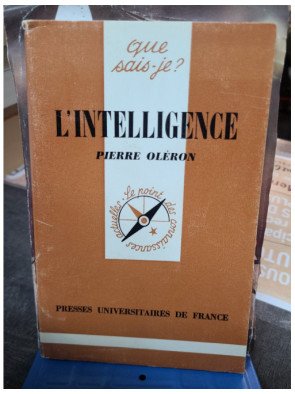 que
sais-je?
L'INTELLIGENCE
PIERRE OLÉRON
Le point des connaissances actuelles
PRESSES UNIVERSITAIRES DE FRANCE